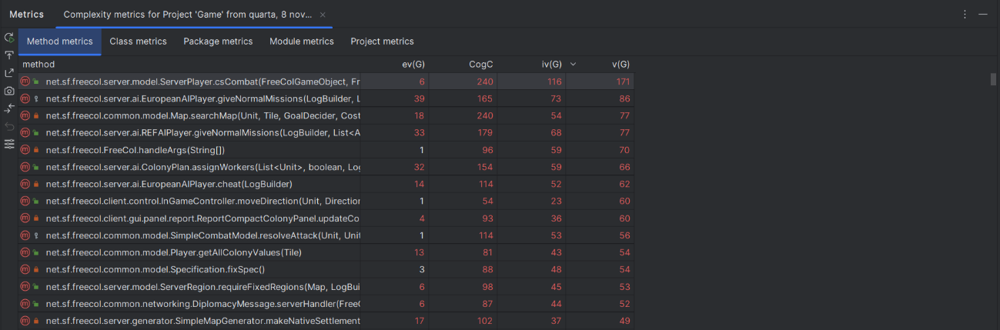 Metrics Complexity metrics for Project 'Game' from quarta, 8 nov... ×
Method metrics Class metrics Package metrics Module metrics Project metrics
method ev(G) CogC iv(G) v(G)
net.sf.freecol.server.model.ServerPlayer.csCombat(FreeColGameObject, Fr 6 240 116 171
net.sf.freecol.server.ai.EuropeanAIPlayer.giveNormalMissions(LogBuilder, L 39 165 73 86
net.sf.freecol.common.model.Map.searchMap(Unit, Tile, GoalDecider, Cost 18 240 54 77
net.sf.freecol.server.ai.REFAIPlayer.giveNormalMissions(LogBuilder, List<A 33 179 68 77
net.sf.freecol.FreeCol.handleArgs(String[]) 1 96 59 70
net.sf.freecol.server.ai.ColonyPlan.assignWorkers(List<Unit>, boolean, Log 32 154 59 66
net.sf.freecol.server.ai.EuropeanAIPlayer.cheat(LogBuilder) 14 114 52 62
net.sf.freecol.client.control.InGameController.moveDirection(Unit, Direction 1 54 23 60
net.sf.freecol.client.gui.panel.report.ReportCompactColonyPanel.updateCo 4 93 36 60
net.sf.freecol.common.model.SimpleCombatModel.resolveAttack(Unit, Unit 1 114 53 56
net.sf.freecol.common.model.Player.getAllColonyValues(Tile) 13 81 43 54
net.sf.freecol.common.model.Specification.fixSpec() 3 88 48 54
net.sf.freecol.server.model.ServerRegion.requireFixedRegions(Map, LogBui 6 98 45 53
net.sf.freecol.common.networking.DiplomacyMessage.serverHandler(FreeC 6 87 44 52
net.sf.freecol.server.generator.SimpleMapGenerator.makeNativeSettlement 17 102 37 49